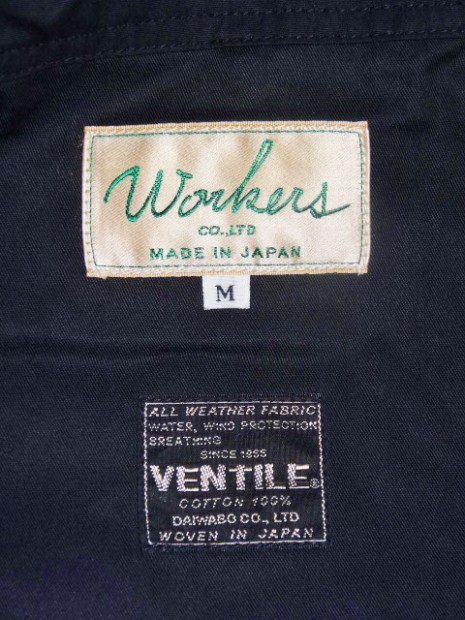 Workers
CO.,LTD
MADE IN JAPAN
M
ALL WEATHER FABRIC
WATER, WIND PROTECTION
BREATHING
SINCE 1966
VENTILE®
COTTON 100%
DAIWABO CO., LTD
WOVEN IN JAPAN